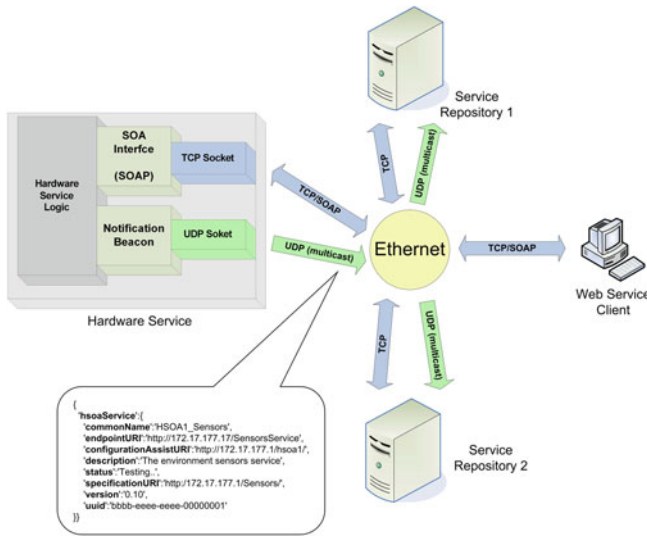 Service
Repository 1
SOA
Interfce
(SOAP)
TCP Socket
Hardware
Service
Logic
Notification
Beacon
UDP Soket
Hardware Service
TCP
UDP (multicast)
TCP/SOAP
UDP (multicast)
Ethernet
TCP/SOAP
Web Service
Client
TCP
UDP (multicast)
Service
Repository 2
{
'hsoaService':{
'commonName':'HSOA1_Sensors',
'endpointURI':'http://172.17.177.17/SensorsService',
'configurationAssistURI':'http://172.17.177.1/hsoa1/',
'description':'The environment sensors service',
'status':'Testing..',
'specificationURI':'http:/172.17.177.1/Sensors/',
'version':'0.10',
'uuid':'bbbb-eeee-eeee-00000001'
}}